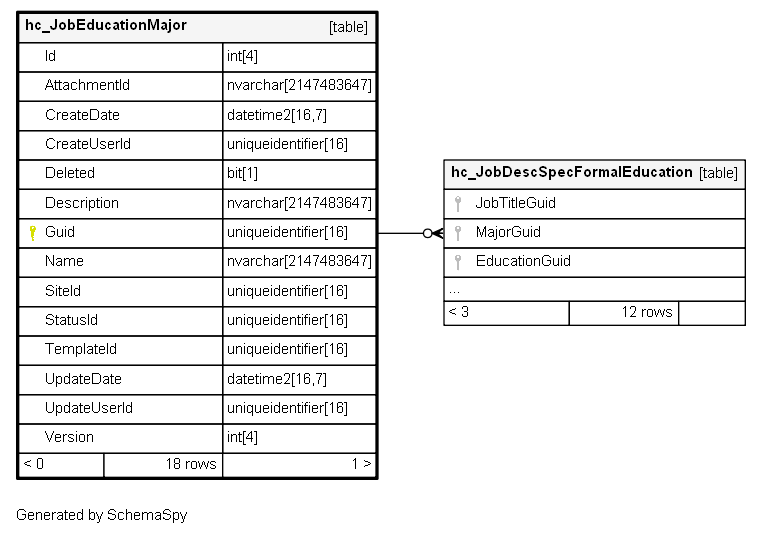 hc_JobEducationMajor [table]
Id int[4]
AttachmentId nvarchar[2147483647]
CreateDate datetime2[16,7]
CreateUserId uniqueidentifier[16]
Deleted bit[1]
Description nvarchar[2147483647]
Guid uniqueidentifier[16]
Name nvarchar[2147483647]
SiteId uniqueidentifier[16]
StatusId uniqueidentifier[16]
TemplateId uniqueidentifier[16]
UpdateDate datetime2[16,7]
UpdateUserId uniqueidentifier[16]
Version int[4]
< 0 18 rows 1 >
hc_JobDescSpecFormalEducation [table]
JobTitleGuid
MajorGuid
EducationGuid
...
< 3 12 rows
Generated by SchemaSpy